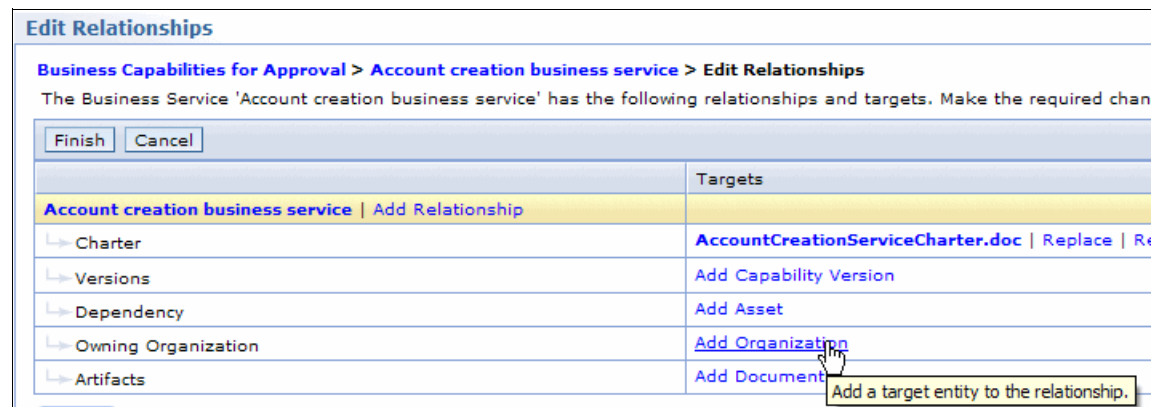 Edit Relationships
Business Capabilities for Approval > Account creation business service > Edit Relationships
The Business Service 'Account creation business service' has the following relationships and targets. Make the required chan
Finish Cancel
Targets
Account creation business service | Add Relationship
Charter AccountCreationServiceCharter.doc | Replace | Re
Versions Add Capability Version
Dependency Add Asset
Owning Organization Add Organization
Artifacts Add Document
Add a target entity to the relationship.